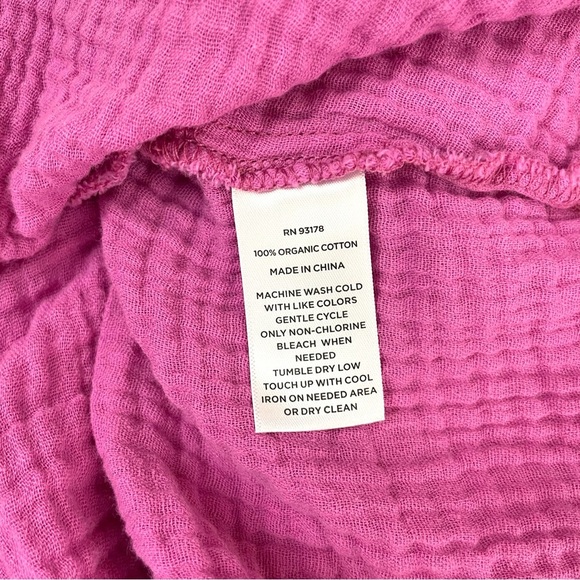 RN 93178
100% ORGANIC COTTON
MADE IN CHINA
MACHINE WASH COLD
WITH LIKE COLORS
GENTLE CYCLE
ONLY NON-CHLORINE
BLEACH WHEN
NEEDED
TUMBLE DRY LOW
TOUCH UP WITH COOL
IRON ON NEEDED AREA
OR DRY CLEAN